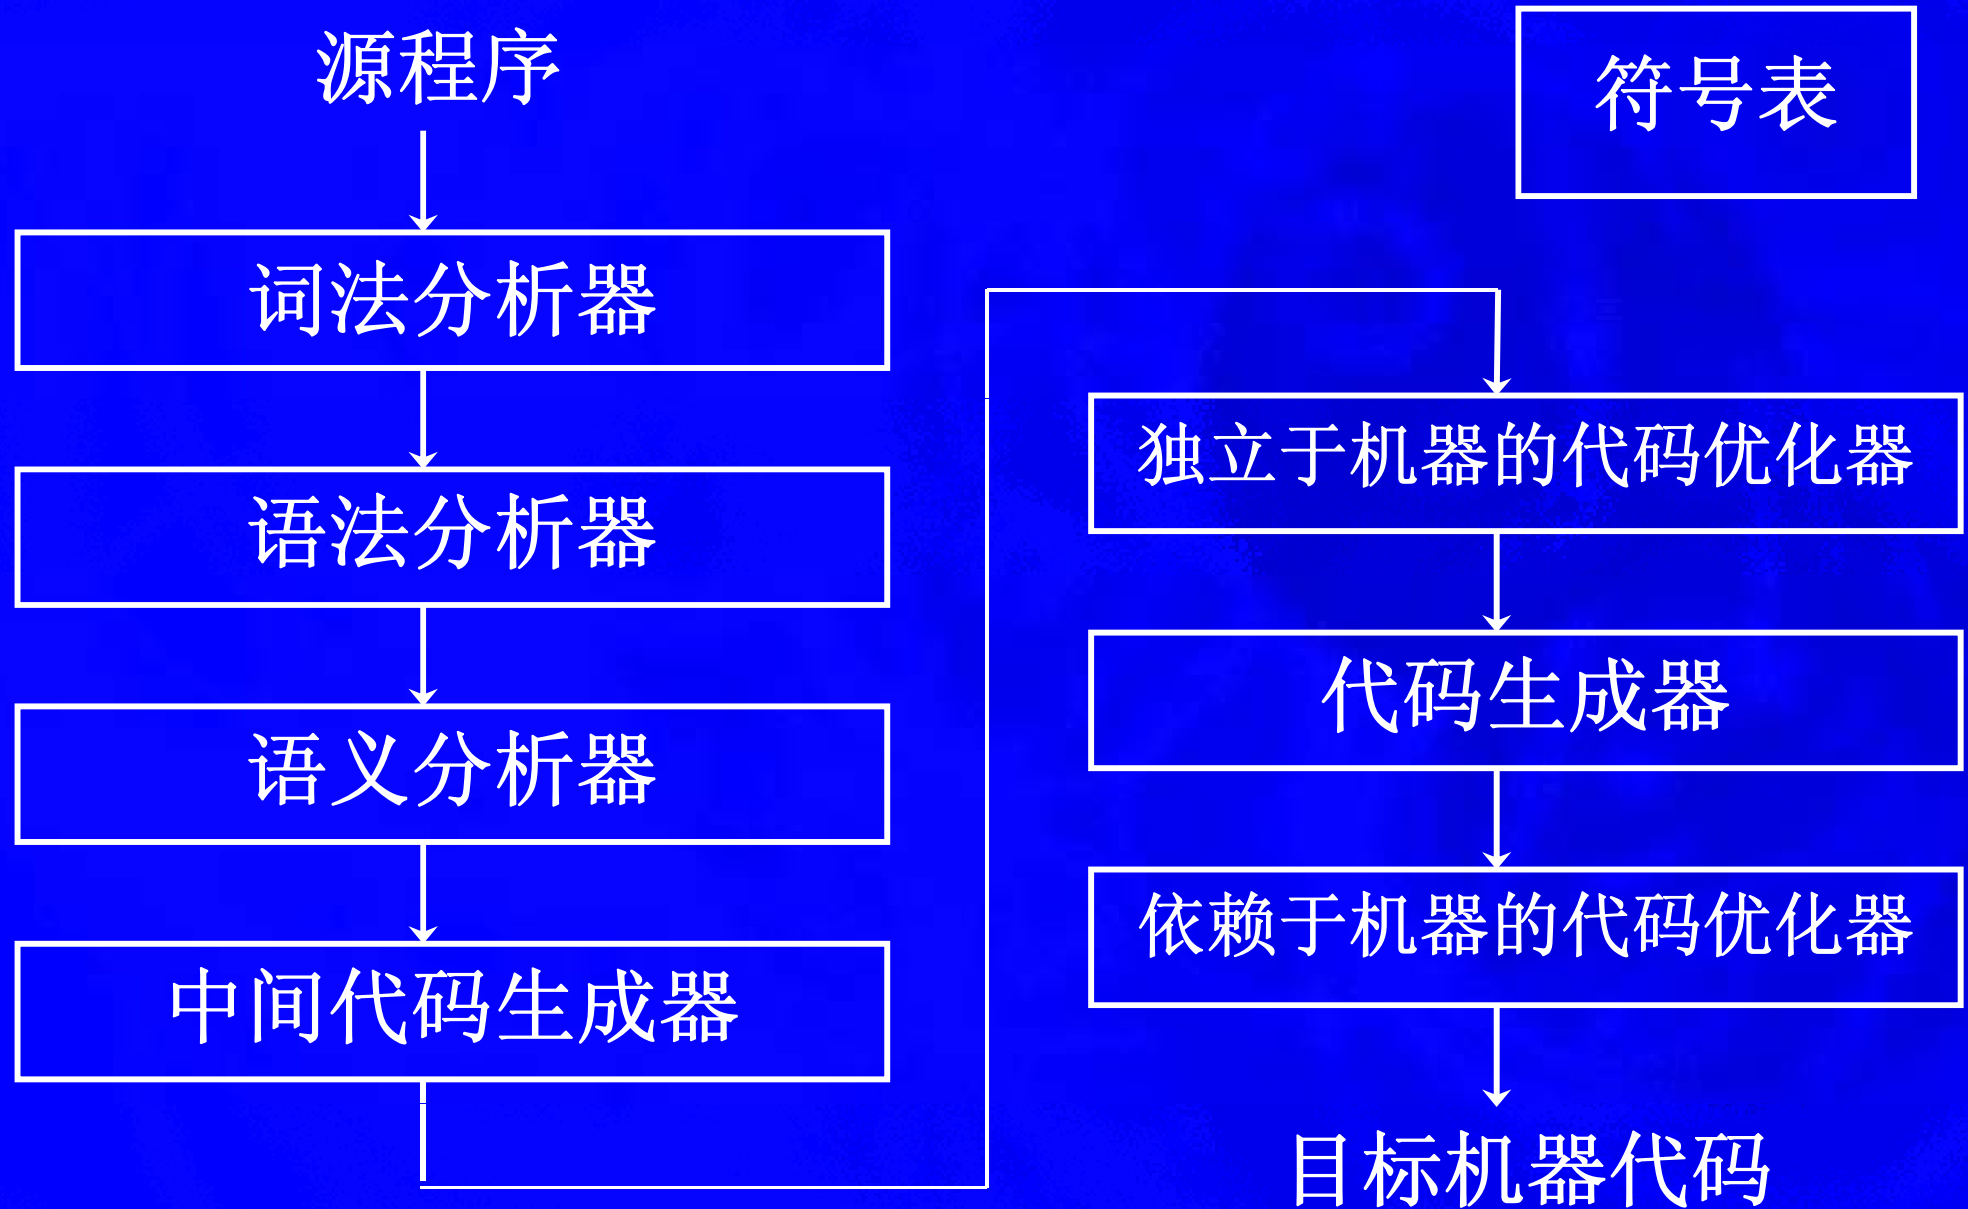 源程序
词法分析器
语法分析器
语义分析器
中间代码生成器
符号表
独立于机器的代码优化器
代码生成器
依赖于机器的代码优化器
目标机器代码